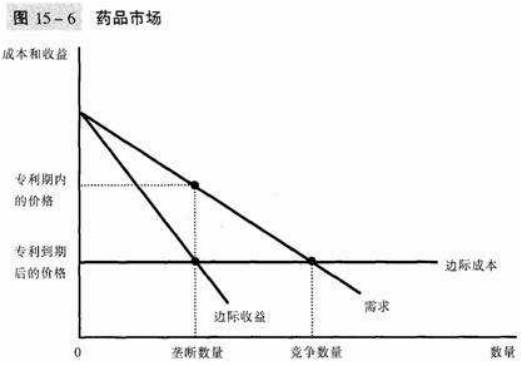 图 15-6 药品市场
成本和收益
专利期内
的价格
专利到期
后的价格
边际成本
需求
边际收益
0 垄断数量 竞争数量 数量